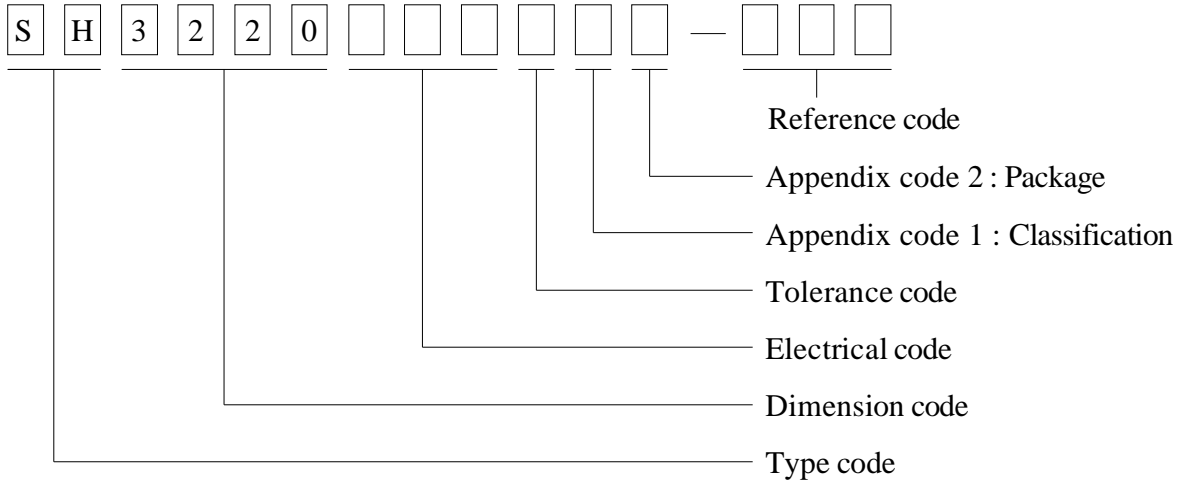 S H 3 2 2 0 —
Reference code
Appendix code 2 : Package
Appendix code 1 : Classification
Tolerance code
Electrical code
Dimension code
Type code